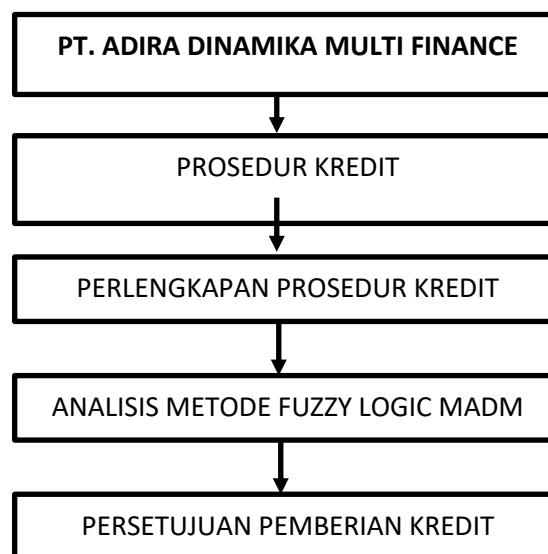 PT. ADIRA DINAMIKA MULTI FINANCE
PROSEDUR KREDIT
PERLENGKAPAN PROSEDUR KREDIT
ANALISIS METODE FUZZY LOGIC MADM
PERSETUJUAN PEMBERIAN KREDIT